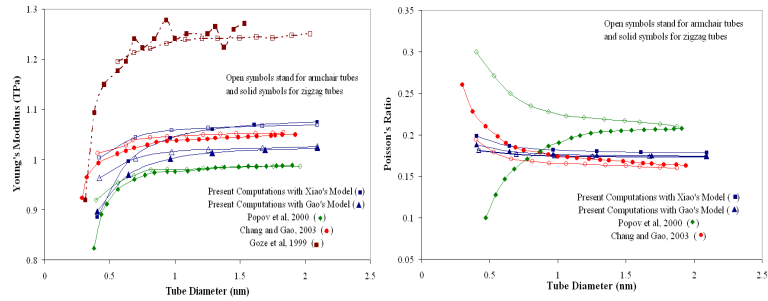 1.3
1.2
1.1
1
0.9
0.8
Young's Modulus (TPa)
Open symbols stand for armchair tubes
and solid symbols for zigzag tubes
Present Computations with Xiao's Model ( )
Present Computations with Gao's Model ( )
Popov et al, 2000 ( )
Chang and Gao, 2003 ( )
Goze et al, 1999 ( )
0 0.5 1 1.5 2 2.5
Tube Diameter (nm)
0.35
0.3
0.25
0.2
0.15
0.1
0.05
Poisson's Ratio
Open symbols stand for armchair tubes
and solid symbols for zigzag tubes
Present Computations with Xiao's Model ( )
Present Computations with Gao's Model ( )
Popov et al, 2000 ( )
Chang and Gao, 2003 ( )
0 0.5 1 1.5 2 2.5
Tube Diameter (nm)